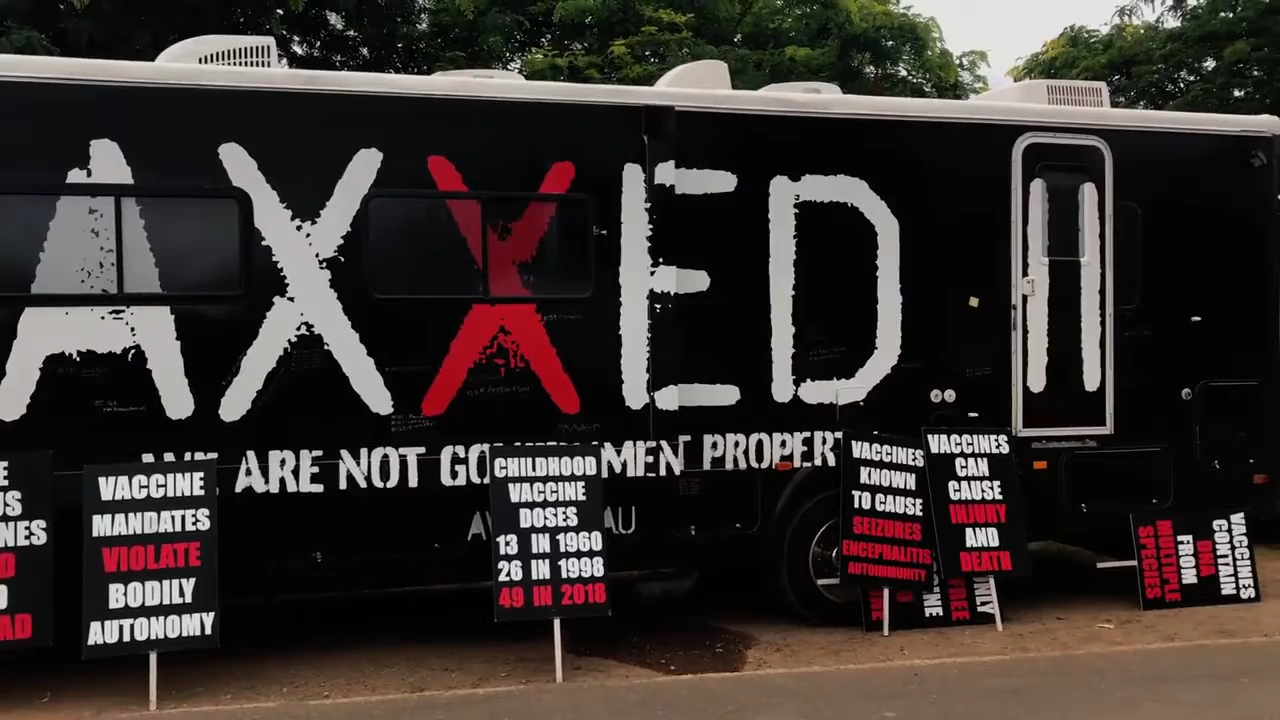 AXXED II
ARE NOT GO MEN PROPERT
AU
VACCINE
MANDATES
VIOLATE
BODILY
AUTONOMY
CHILDHOOD
VACCINE
DOSES
13 IN 1960
26 IN 1998
49 IN 2018
VACCINES
KNOWN
TO CAUSE
SEIZURES
ENCEPHALITIS
AUTOIMMUNITY
VACCINES
CAN
CAUSE
INJURY
AND
DEATH
VACCINES
CONTAIN
DNA
FROM
MULTIPLE
SPECIES